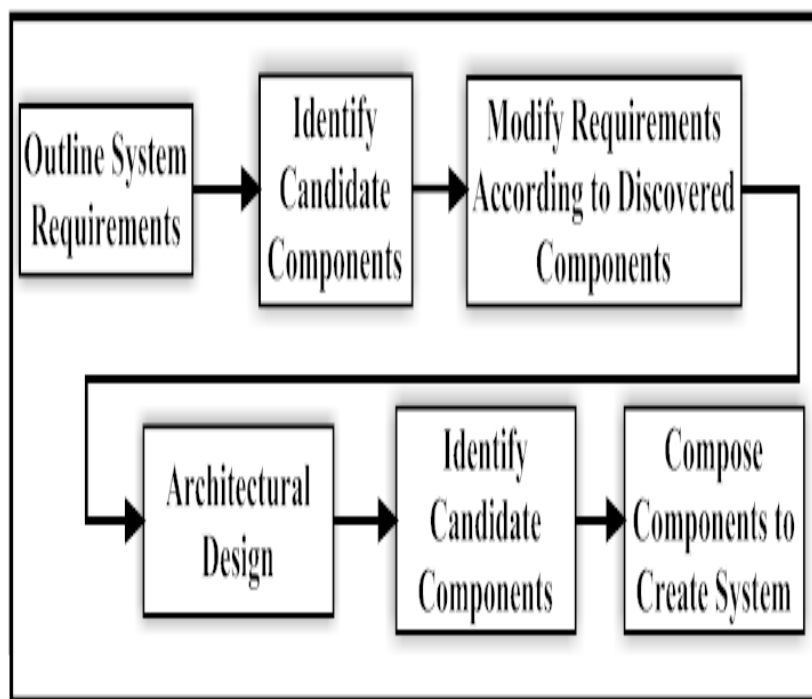 Outline System
Requirements
Identify
Candidate
Components
Modify Requirements
According to Discovered
Components
Architectural
Design
Identify
Candidate
Components
Compose
Components to
Create System